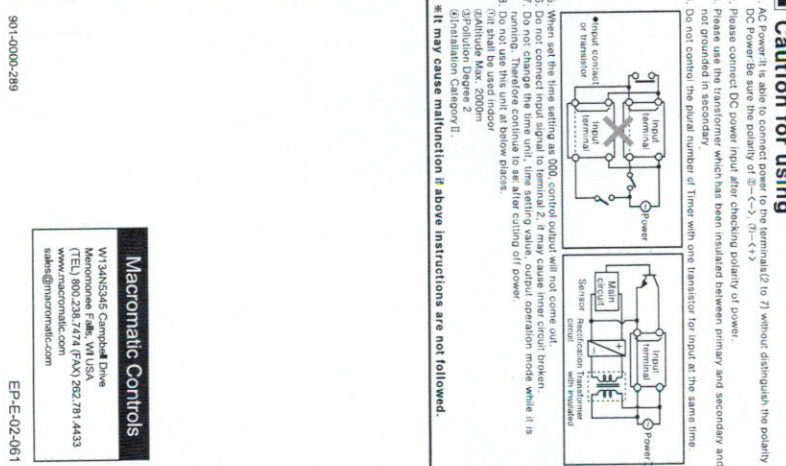 ■ Caution for using
. AC Power:It is able to connect power to the terminals(2 to 7) without distinguish the polarity
DC Power:Be sure the polarity of ②-<->, ⑦-<+>
. Please connect DC power input after checking polarity of power.
. Please use the transformer which has been insulated between primary and secondary and
not grounded in secondary.
. Do not control the plural number of Timer with one transistor for input at the same time.
●Input contact
or transistor
Input
terminal
Input
terminal
Power
Input
terminal
Power
Main
circuit
Sensor
Rectification
circuit
Transformer
with insulated
5. When set the time setting as 000, control output will not come out.
6. Do not connect input signal to terminal 2, it may cause inner circuit broken.
7. Do not change the time unit, time setting value, output operation mode while it is
running. Therefore continue to set after cutting off power.
8. Do not use this unit at below places.
①It shall be used indoor
②Altitude Max. 2000m
③Pollution Degree 2
④Installation Category Ⅱ.
※It may cause malfunction if above instructions are not followed.
Macromatic Controls
W134N5345 Campbell Drive
Menomonee Falls, WI USA
(TEL) 800.238.7474 (FAX) 262.781.4433
www.macromatic.com
sales@macromatic.com
901-0000-289
EP-E-02-061